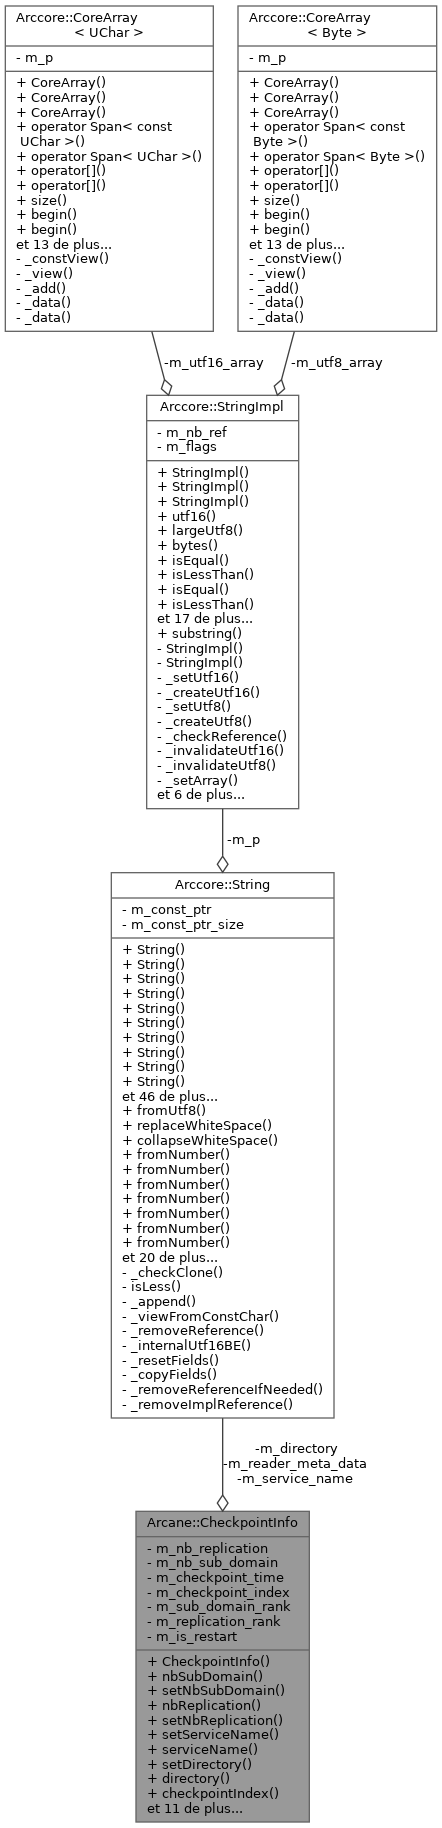 Arccore::CoreArray
< UChar >
- m_p
+ CoreArray()
+ CoreArray()
+ CoreArray()
+ operator Span< const
UChar >()
+ operator Span< UChar >()
+ operator[]()
+ operator[]()
+ size()
+ begin()
+ begin()
et 13 de plus...
- _constView()
- _view()
- _add()
- _data()
- _data()
Arccore::CoreArray
< Byte >
- m_p
+ CoreArray()
+ CoreArray()
+ CoreArray()
+ operator Span< const
Byte >()
+ operator Span< Byte >()
+ operator[]()
+ operator[]()
+ size()
+ begin()
+ begin()
et 13 de plus...
- _constView()
- _view()
- _add()
- _data()
- _data()
-m_utf16_array
-m_utf8_array
Arccore::StringImpl
- m_nb_ref
- m_flags
+ StringImpl()
+ StringImpl()
+ StringImpl()
+ utf16()
+ largeUtf8()
+ bytes()
+ isEqual()
+ isLessThan()
+ isEqual()
+ isLessThan()
et 17 de plus...
+ substring()
- StringImpl()
- StringImpl()
- _setUtf16()
- _createUtf16()
- _setUtf8()
- _createUtf8()
- _checkReference()
- _invalidateUtf16()
- _invalidateUtf8()
- _setArray()
et 6 de plus...
-m_p
Arccore::String
- m_const_ptr
- m_const_ptr_size
+ String()
+ String()
+ String()
+ String()
+ String()
+ String()
+ String()
+ String()
+ String()
+ String()
et 46 de plus...
+ fromUtf8()
+ replaceWhiteSpace()
+ collapseWhiteSpace()
+ fromNumber()
+ fromNumber()
+ fromNumber()
+ fromNumber()
+ fromNumber()
+ fromNumber()
+ fromNumber()
et 20 de plus...
- _checkClone()
- isLess()
- _append()
- _viewFromConstChar()
- _removeReference()
- _internalUtf16BE()
- _resetFields()
- _copyFields()
- _removeReferenceIfNeeded()
- _removeImplReference()
-m_directory
-m_reader_meta_data
-m_service_name
Arcane::CheckpointInfo
- m_nb_replication
- m_nb_sub_domain
- m_checkpoint_time
- m_checkpoint_index
- m_sub_domain_rank
- m_replication_rank
- m_is_restart
+ CheckpointInfo()
+ nbSubDomain()
+ setNbSubDomain()
+ nbReplication()
+ setNbReplication()
+ setServiceName()
+ serviceName()
+ setDirectory()
+ directory()
+ checkpointIndex()
et 11 de plus...